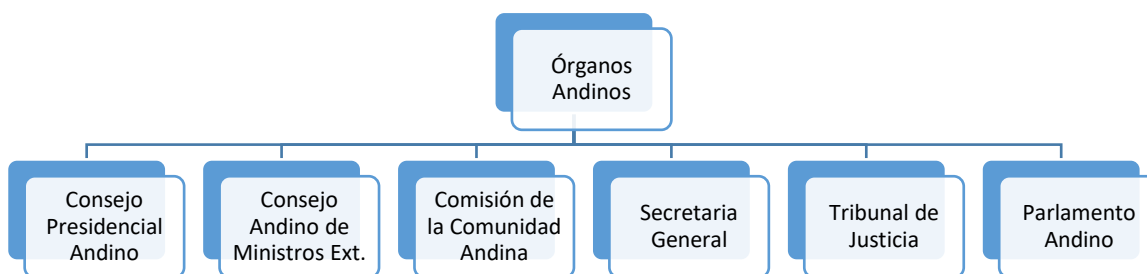 Órganos
Andinos
Consejo
Presidencial
Andino
Consejo
Andino de
Ministros Ext.
Comisión de
la Comunidad
Andina
Secretaria
General
Tribunal de
Justicia
Parlamento
Andino